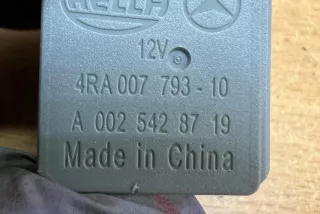 HELLA
12V
4RA 007 793 - 10
A 002 542 87 19
Made in China